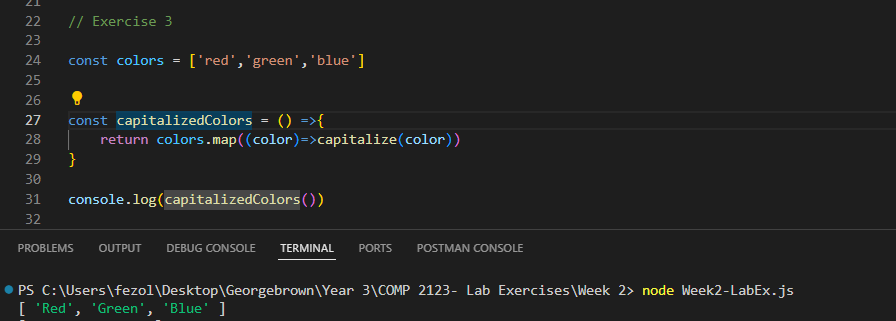 21
22 // Exercise 3
23
24 const colors = ['red','green','blue']
25
26
27 const capitalizedColors = () =>{
28 return colors.map((color)=>capitalize(color))
29 }
30
31 console.log(capitalizedColors())
32
PROBLEMS OUTPUT DEBUG CONSOLE TERMINAL PORTS POSTMAN CONSOLE
PS C:\Users\fezol\Desktop\Georgebrown\Year 3\COMP 2123- Lab Exercises\Week 2> node Week2-LabEx.js
[ 'Red', 'Green', 'Blue' ]